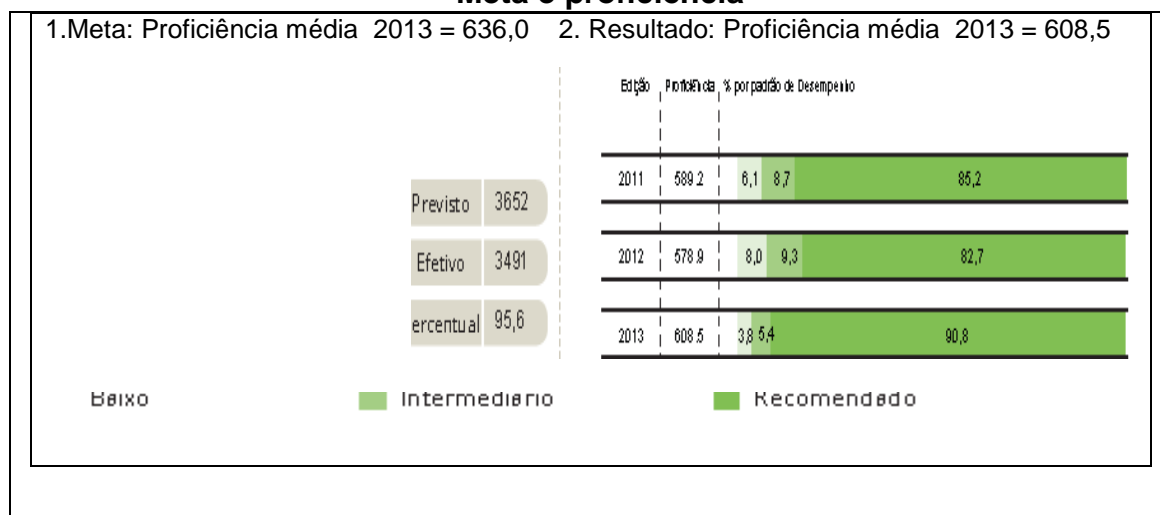 Meta e proficiência
1.Meta: Proficiência média 2013 = 636,0 2. Resultado: Proficiência média 2013 = 608,5
Edição Proficência % por padrão de Desempenho
2011 589.2 6,1 8,7 85,2
Previsto 3652
2012 578.9 8,0 9,3 82,7
Efetivo 3491
ercentual 95,6
2013 608.5 3,8 5,4 90,8
Baixo Intermediário Recomendado